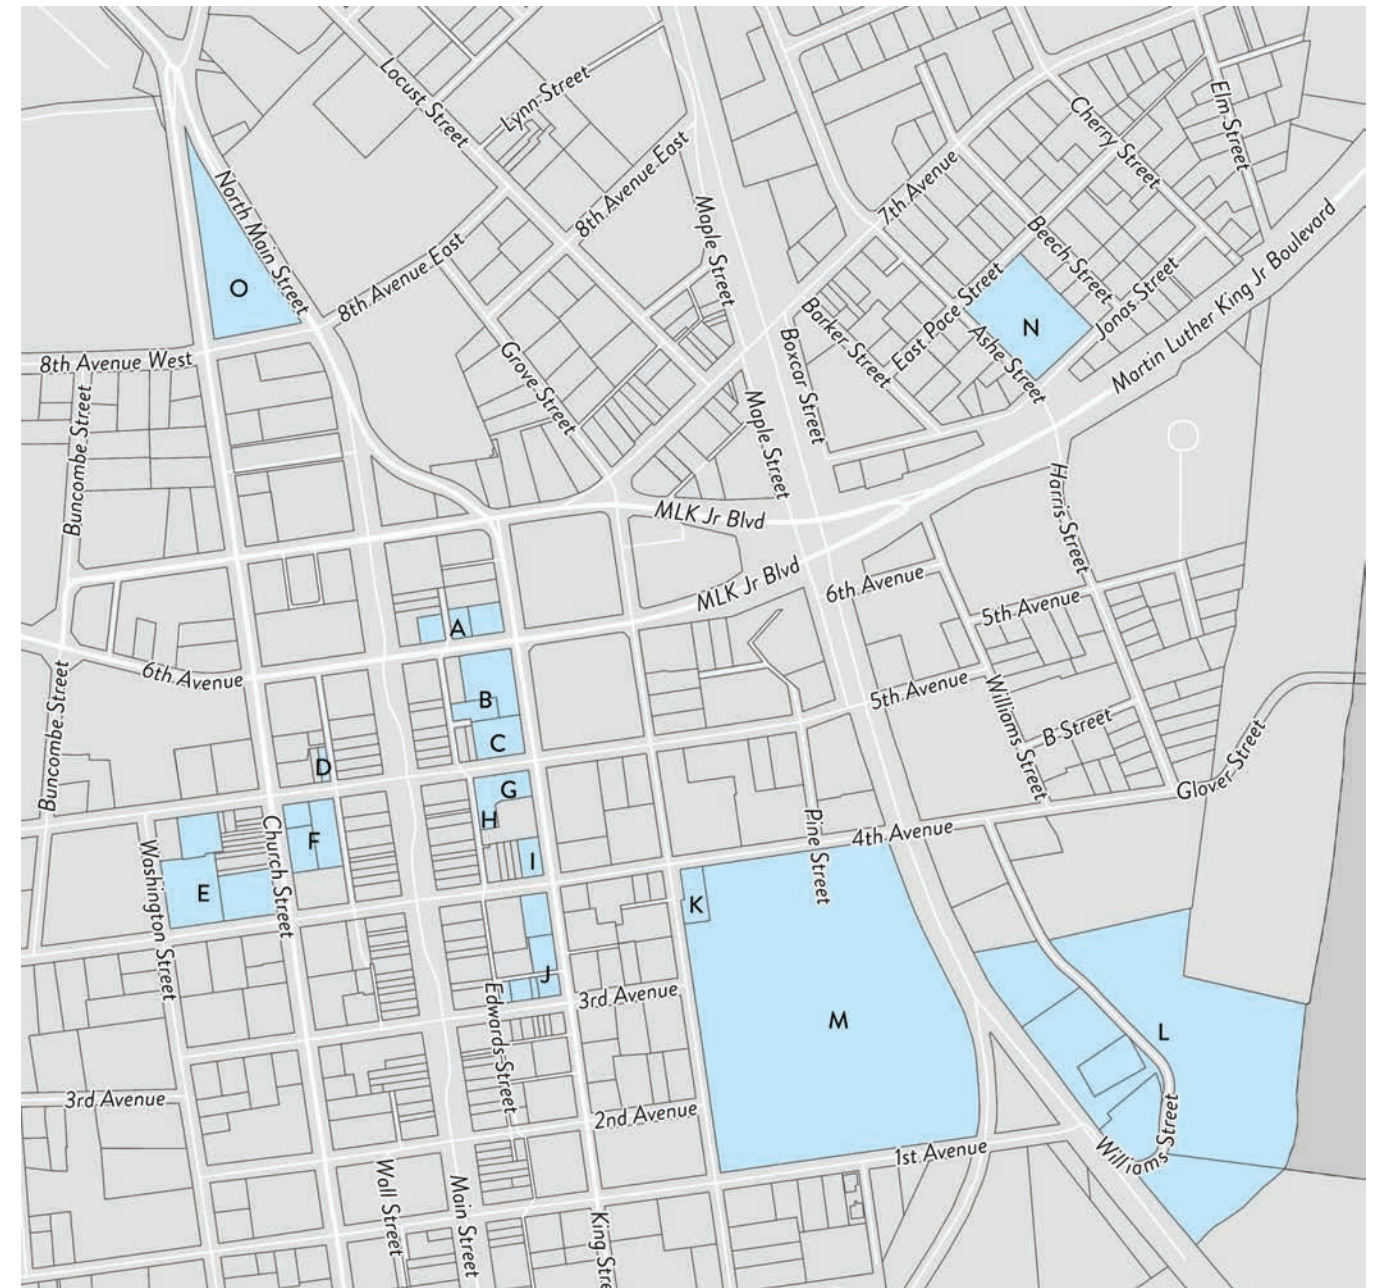 Locust Street
Lynn Street
Elm Street
Cherry Street
8th Avenue East
7th Avenue
North Main Street
Maple Street
Beech Street
Martin Luther King Jr Boulevard
8th Avenue East
East Pace Street
Jonas Street
O
N
Barker Street
Ashe Street
Boxcar Street
8th Avenue West
Grove Street
Maple Street
Buncombe Street
Harris Street
MLK Jr Blvd
MLK Jr Blvd
6th Avenue
5th Avenue
A
6th Avenue
B
5th Avenue
Williams Street
B Street
Buncombe Street
C
D
Glover Street
G
H
Pine Street
4th Avenue
Church Street
F
I
Washington Street
E
K
J
3rd Avenue
Edwards Street
M
L
3rd Avenue
2nd Avenue
1st Avenue
Williams Street
Wall Street
Main Street
King Stre